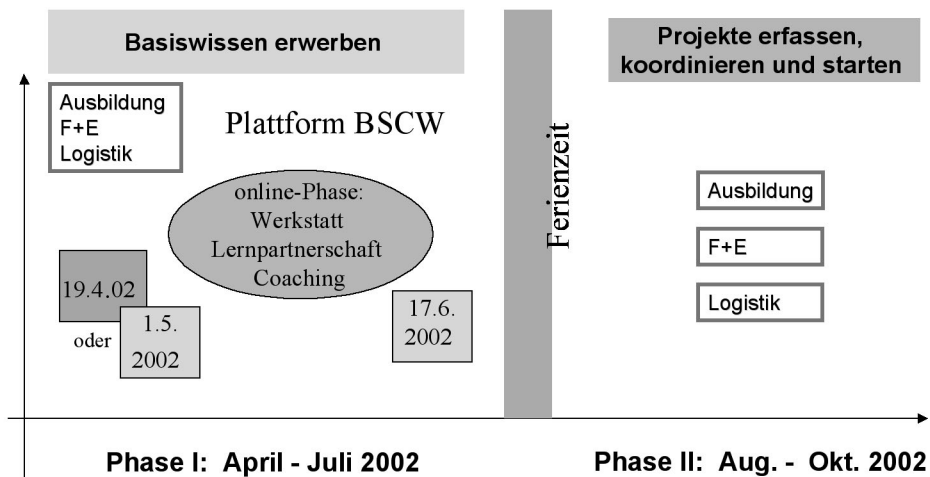 Basiswissen erwerben
Projekte erfassen,
koordinieren und starten
Ausbildung
F+E
Logistik
Plattform BSCW
online-Phase:
Werkstatt
Lernpartnerschaft
Coaching
19.4.02
oder
1.5.
2002
17.6.
2002
Ferienzeit
Ausbildung
F+E
Logistik
Phase I: April - Juli 2002
Phase II: Aug. - Okt. 2002